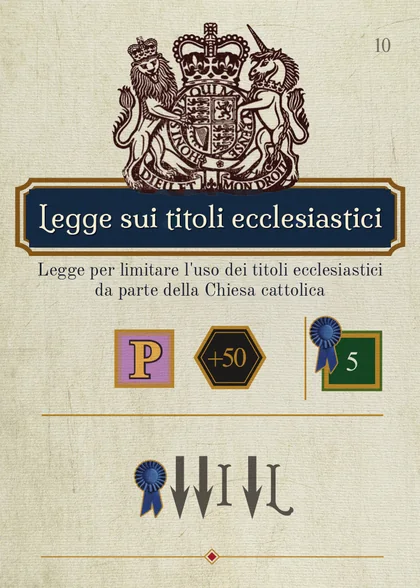 10
Legge sui titoli ecclesiastici
Legge per limitare l'uso dei titoli ecclesiastici
da parte della Chiesa cattolica
P
+50
5
I
L
DIEU ET MON DROI